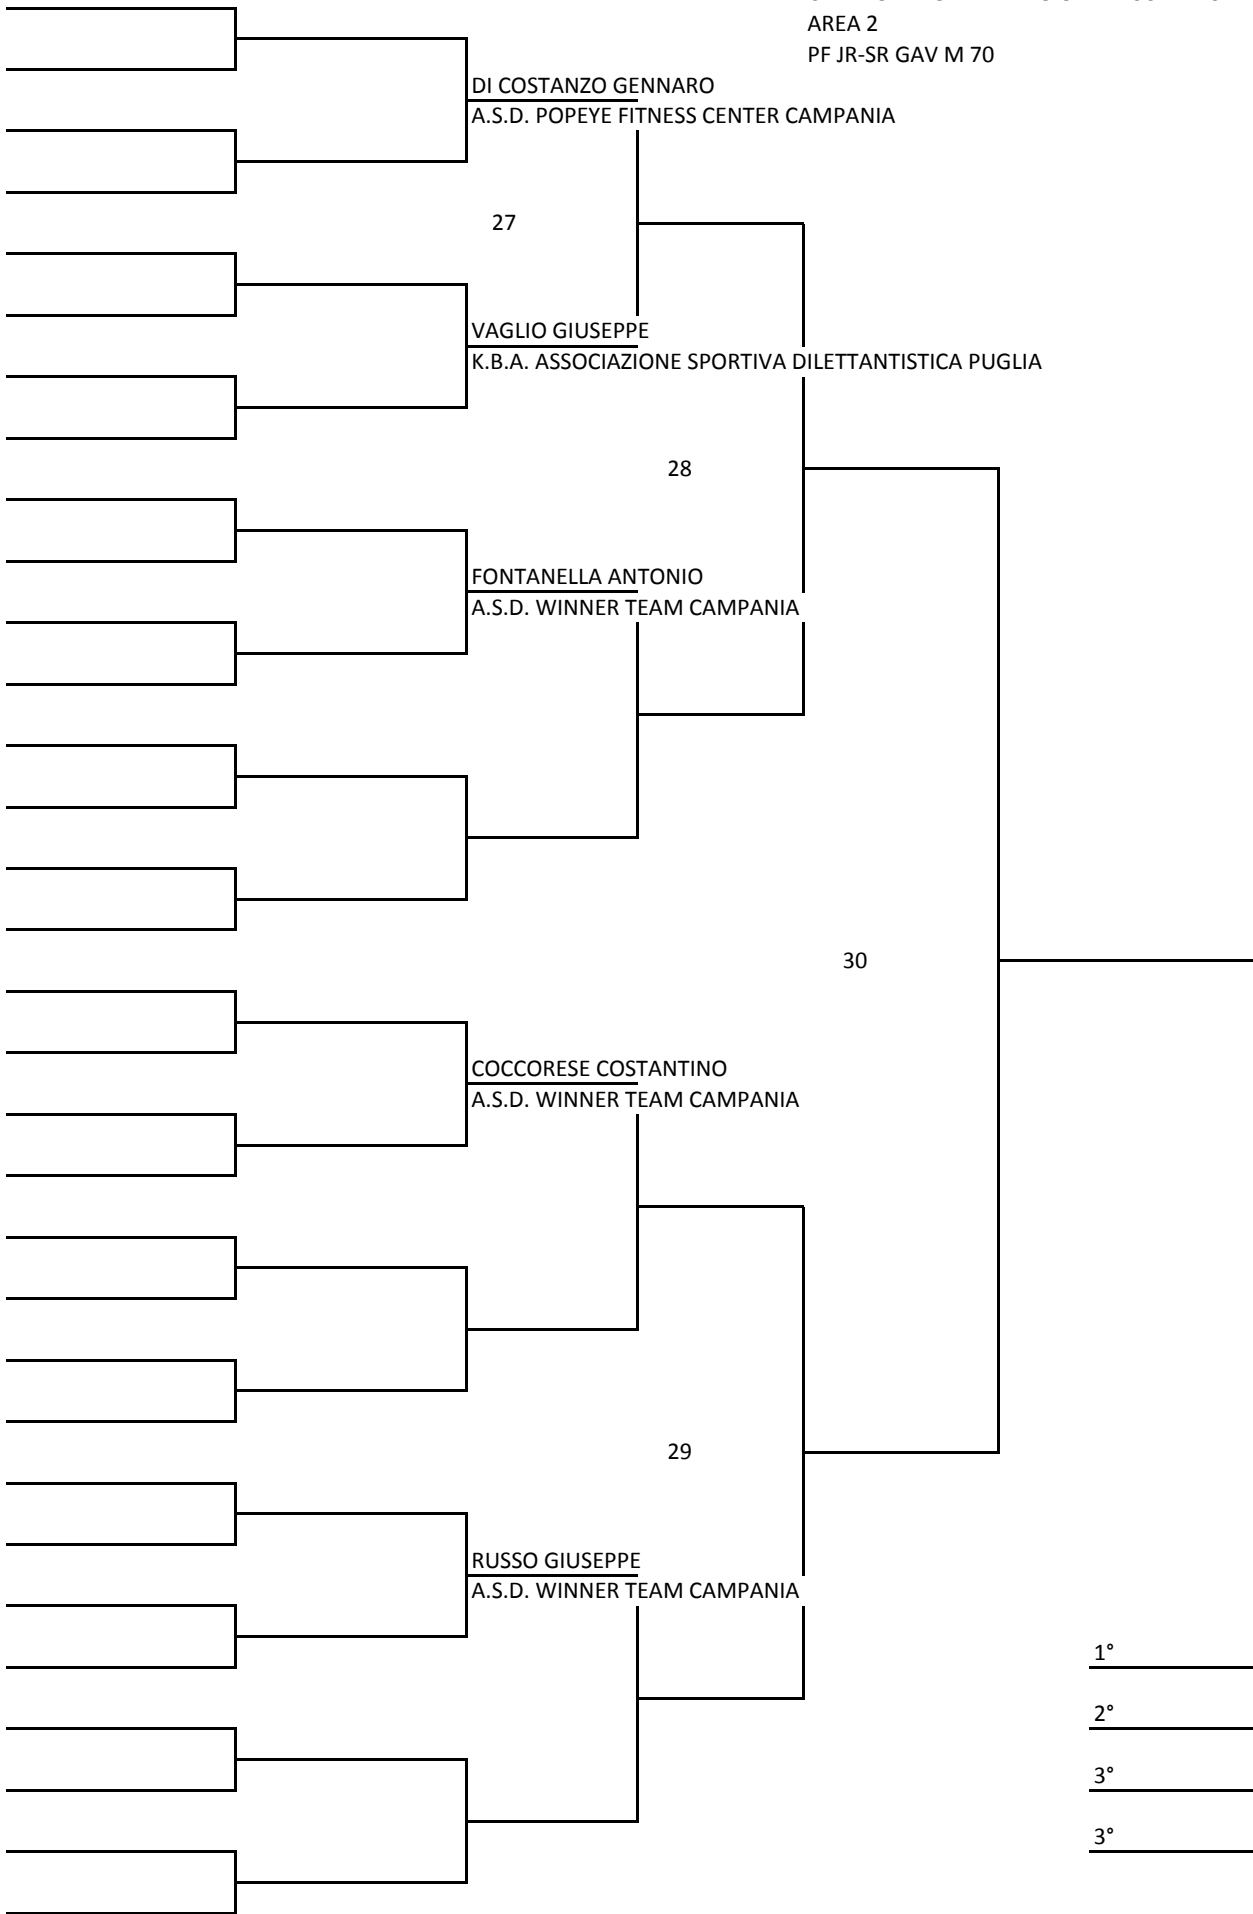 AREA 2
PF JR-SR GAV M 70
DI COSTANZO GENNARO
A.S.D. POPEYE FITNESS CENTER CAMPANIA
27
VAGLIO GIUSEPPE
K.B.A. ASSOCIAZIONE SPORTIVA DILETTANTISTICA PUGLIA
28
FONTANELLA ANTONIO
A.S.D. WINNER TEAM CAMPANIA
30
COCCORESE COSTANTINO
A.S.D. WINNER TEAM CAMPANIA
29
RUSSO GIUSEPPE
A.S.D. WINNER TEAM CAMPANIA
1°
2°
3°
3°